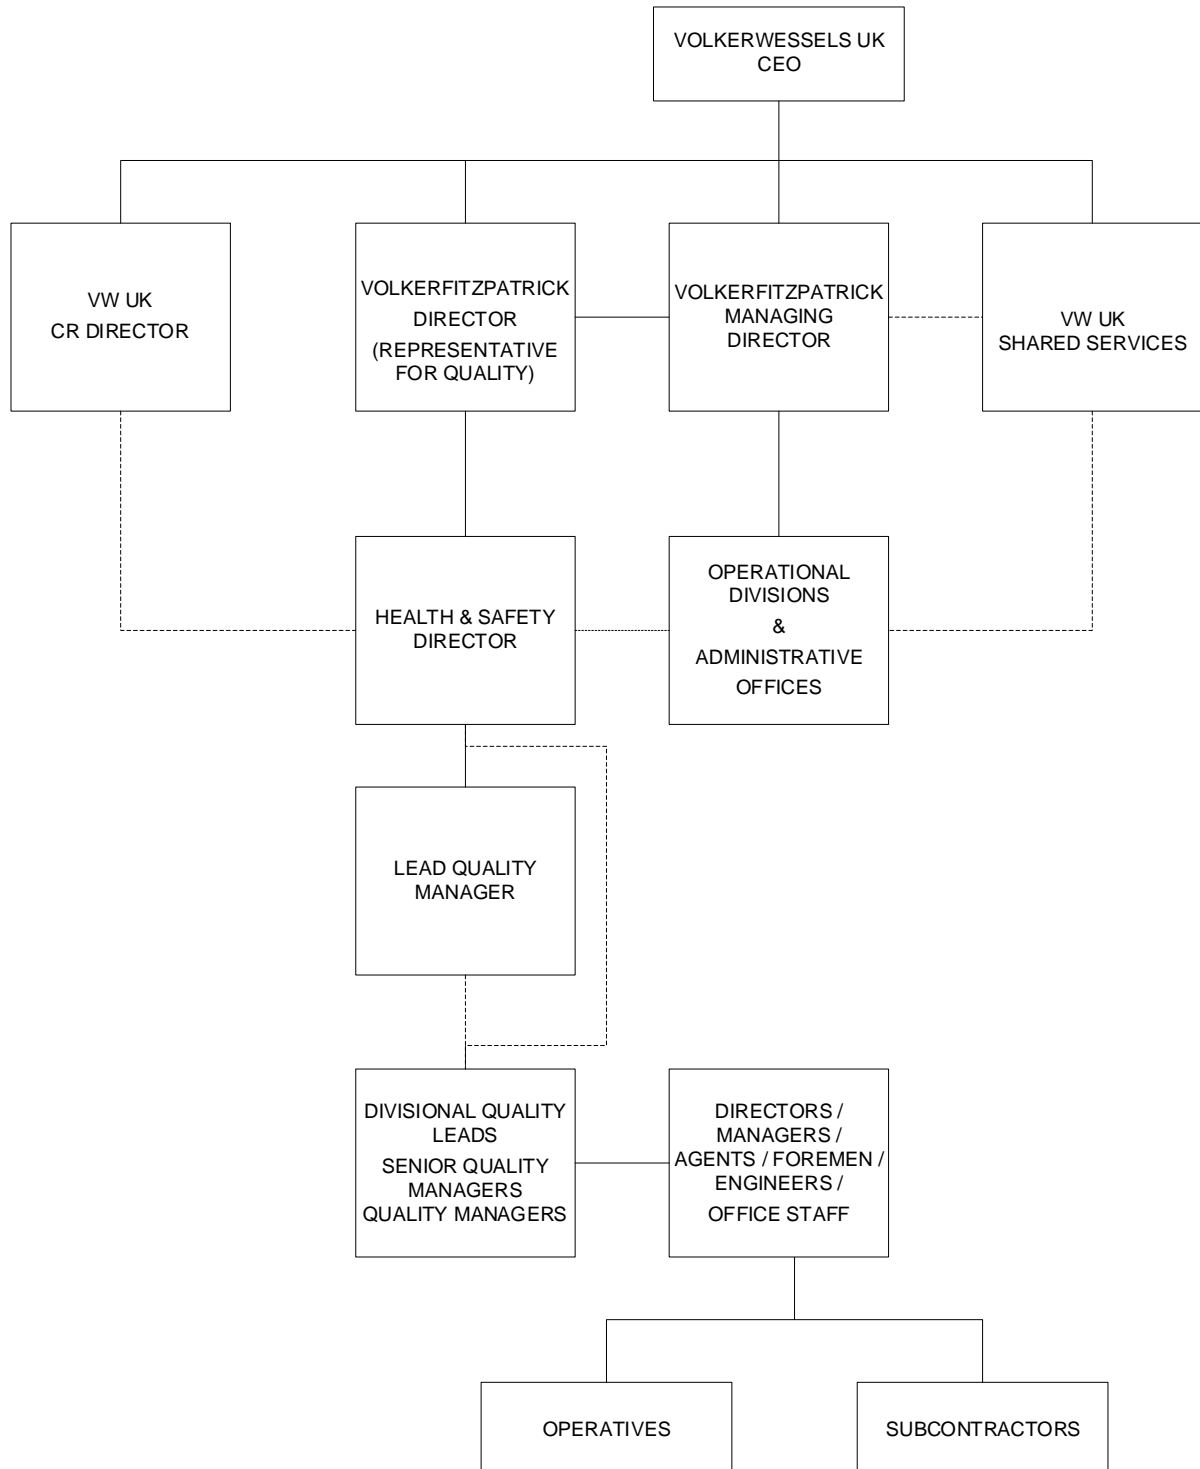 VOLKERWESSELS UK
CEO
VW UK
CR DIRECTOR
VOLKERFITZPATRICK
DIRECTOR
(REPRESENTATIVE
FOR QUALITY)
VOLKERFITZPATRICK
MANAGING
DIRECTOR
VW UK
SHARED SERVICES
HEALTH & SAFETY
DIRECTOR
OPERATIONAL
DIVISIONS
&
ADMINISTRATIVE
OFFICES
LEAD QUALITY
MANAGER
DIVISIONAL QUALITY
LEADS
SENIOR QUALITY
MANAGERS
QUALITY MANAGERS
DIRECTORS /
MANAGERS /
AGENTS / FOREMEN /
ENGINEERS /
OFFICE STAFF
OPERATIVES
SUBCONTRACTORS